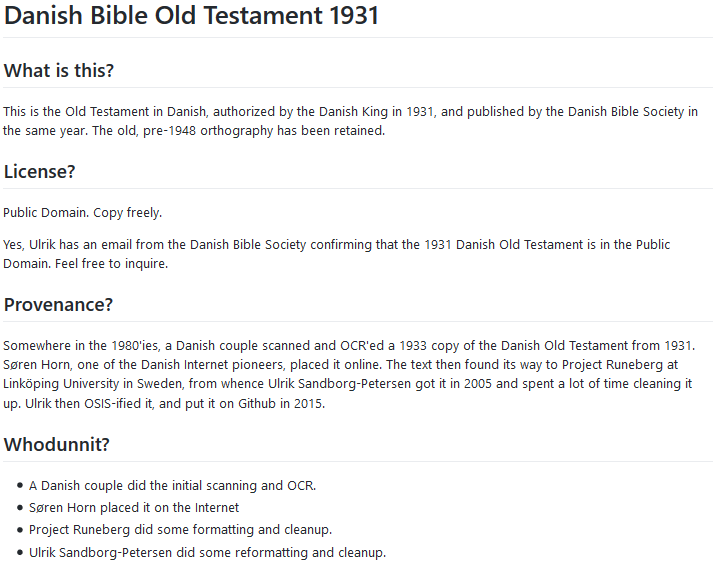 Danish Bible Old Testament 1931
What is this?
This is the Old Testament in Danish, authorized by the Danish King in 1931, and published by the Danish Bible Society in
the same year. The old, pre-1948 orthography has been retained.
License?
Public Domain. Copy freely.
Yes, Ulrik has an email from the Danish Bible Society confirming that the 1931 Danish Old Testament is in the Public
Domain. Feel free to inquire.
Provenance?
Somewhere in the 1980'ies, a Danish couple scanned and OCR'ed a 1933 copy of the Danish Old Testament from 1931.
Søren Horn, one of the Danish Internet pioneers, placed it online. The text then found its way to Project Runeberg at
Linköping University in Sweden, from whence Ulrik Sandborg-Petersen got it in 2005 and spent a lot of time cleaning it
up. Ulrik then OSIS-ified it, and put it on Github in 2015.
Whodunnit?
• A Danish couple did the initial scanning and OCR.
• Søren Horn placed it on the Internet
• Project Runeberg did some formatting and cleanup.
• Ulrik Sandborg-Petersen did some reformatting and cleanup.